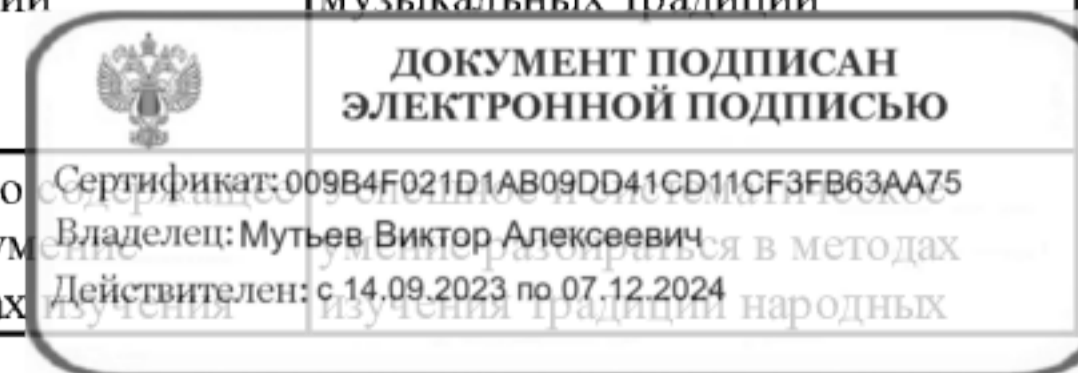 музыкальных традиций
ДОКУМЕНТ ПОДПИСАН
ЭЛЕКТРОННОЙ ПОДПИСЬЮ
Сертификат: 009B4F021D1AB09DD41CD11CF3FB63AA75
содержащее успешное и систематическое
Владелец: Мутьев Виктор Алексеевич
умение умение разбираться в методах
Действителен: с 14.09.2023 по 07.12.2024
изучения изучения традиций народных